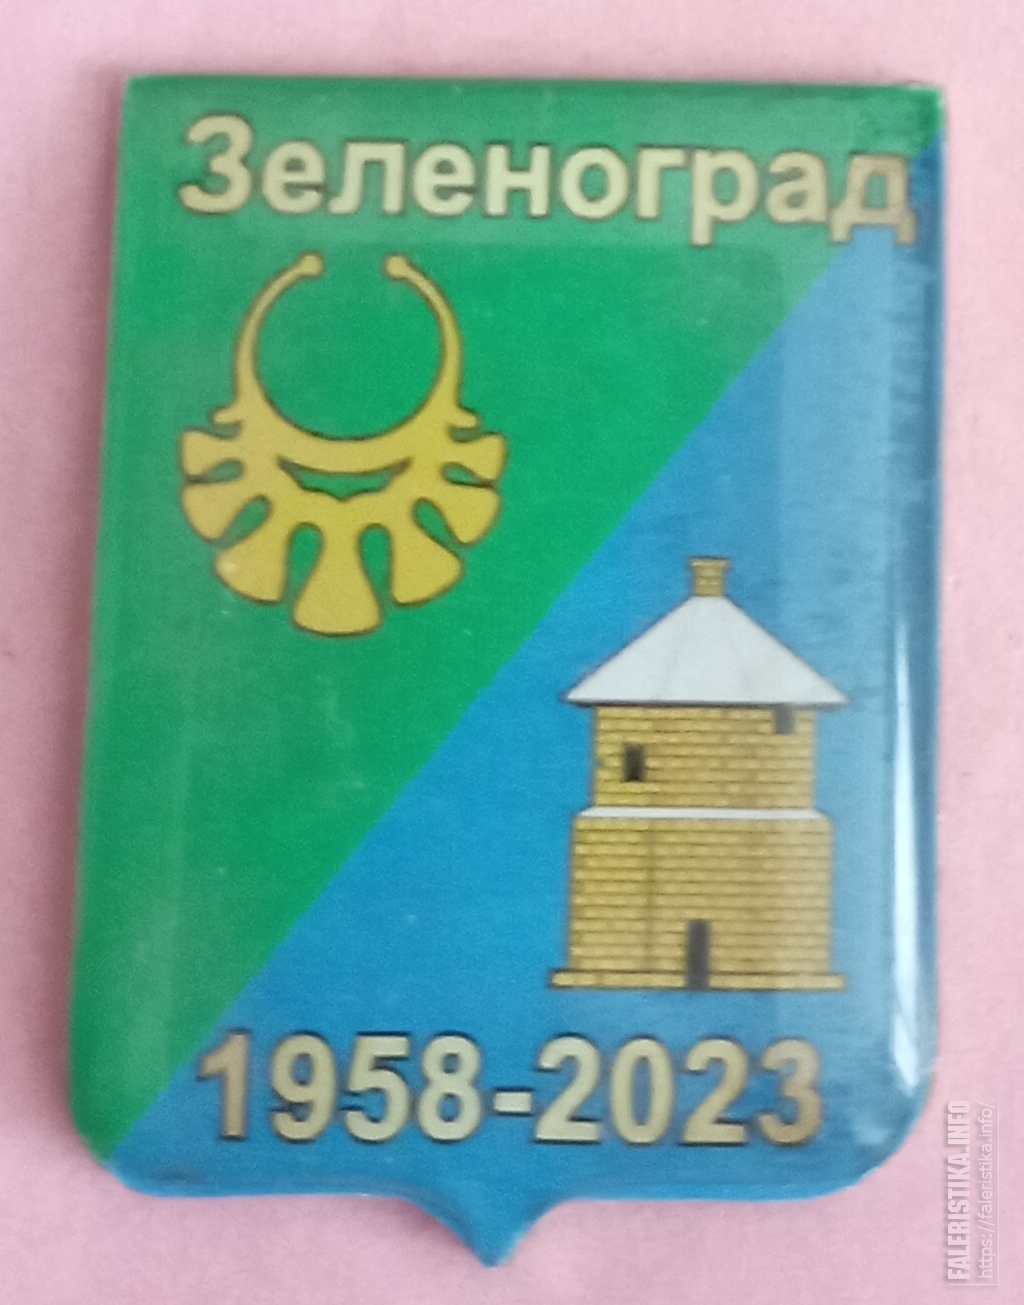 Зеленоград
1958-2023
FALERISTIKA.INFO
https://faleristika.info/